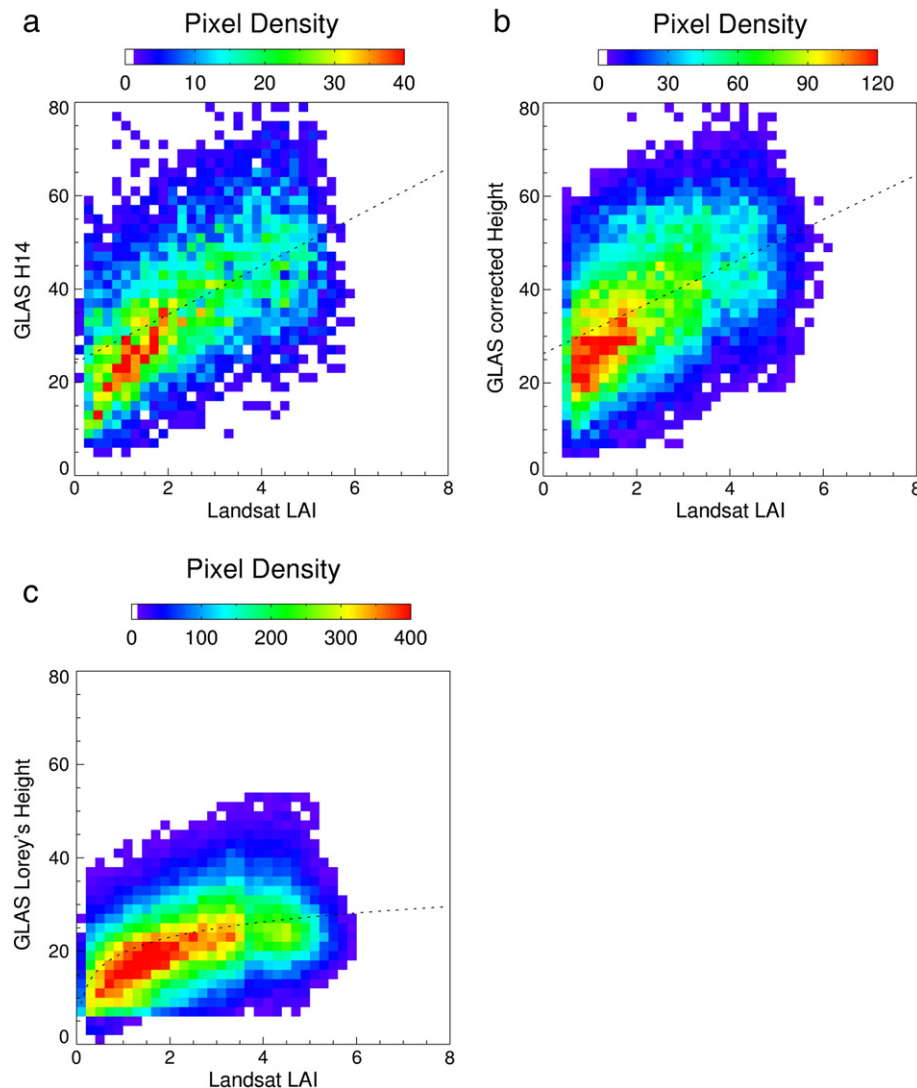 a
Pixel Density
0 10 20 30 40
80
60
40
20
0
GLAS H14
0 2 4 6 8
Landsat LAI
b
Pixel Density
0 30 60 90 120
80
60
40
20
0
GLAS corrected Height
0 2 4 6 8
Landsat LAI
c
Pixel Density
0 100 200 300 400
80
60
40
20
0
GLAS Lorey's Height
0 2 4 6 8
Landsat LAI